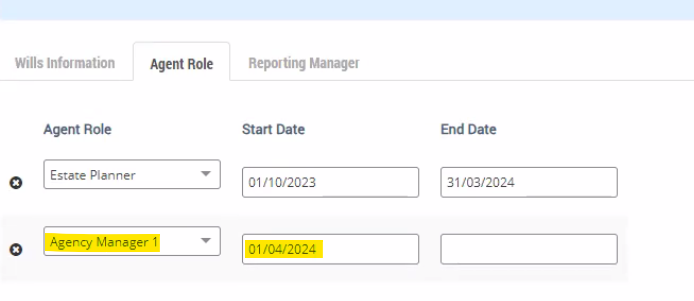 Wills Information Agent Role Reporting Manager
Agent Role Start Date End Date
Estate Planner 01/10/2023 31/03/2024
Agency Manager 1 01/04/2024